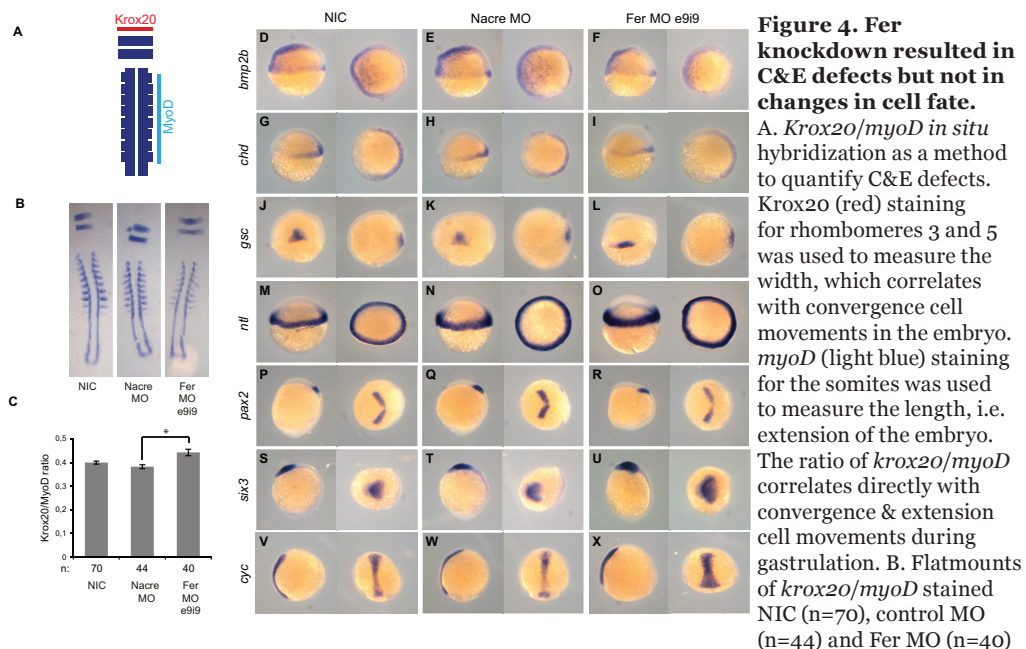 A
Krox20
MyoD
B
NIC
Nacre
MO
Fer
MO
e9i9
C
Krox20/MyoD ratio
0,5
0,4
0,3
0,2
0,1
0
*
n: 70 44 40
NIC
Nacre
MO
Fer
MO
e9i9
NIC Nacre MO Fer MO e9i9
bmp2b
D E F
chd
G H I
gsc
J K L
ntl
M N O
pax2
P Q R
six3
S T U
cyc
V W X
Figure 4. Fer
knockdown resulted in
C&E defects but not in
changes in cell fate.
A. Krox20/myoD in situ
hybridization as a method
to quantify C&E defects.
Krox20 (red) staining
for rhombomeres 3 and 5
was used to measure the
width, which correlates
with convergence cell
movements in the embryo.
myoD (light blue) staining
for the somites was used
to measure the length, i.e.
extension of the embryo.
The ratio of krox20/myoD
correlates directly with
convergence & extension
cell movements during
gastrulation. B. Flatmounts
of krox20/myoD stained
NIC (n=70), control MO
(n=44) and Fer MO (n=40)